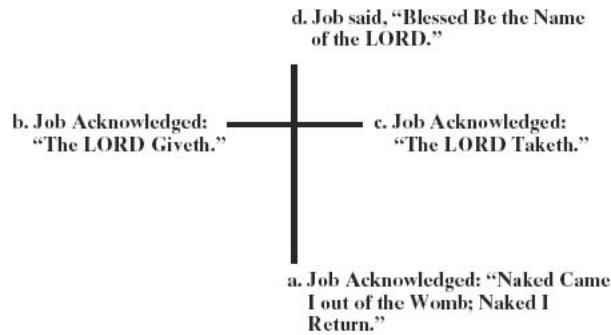 d. Job said, “Blessed Be the Name
of the LORD.”
b. Job Acknowledged:
“The LORD Giveth.”
c. Job Acknowledged:
“The LORD Taketh.”
a. Job Acknowledged: “Naked Came
I out of the Womb; Naked I
Return.”